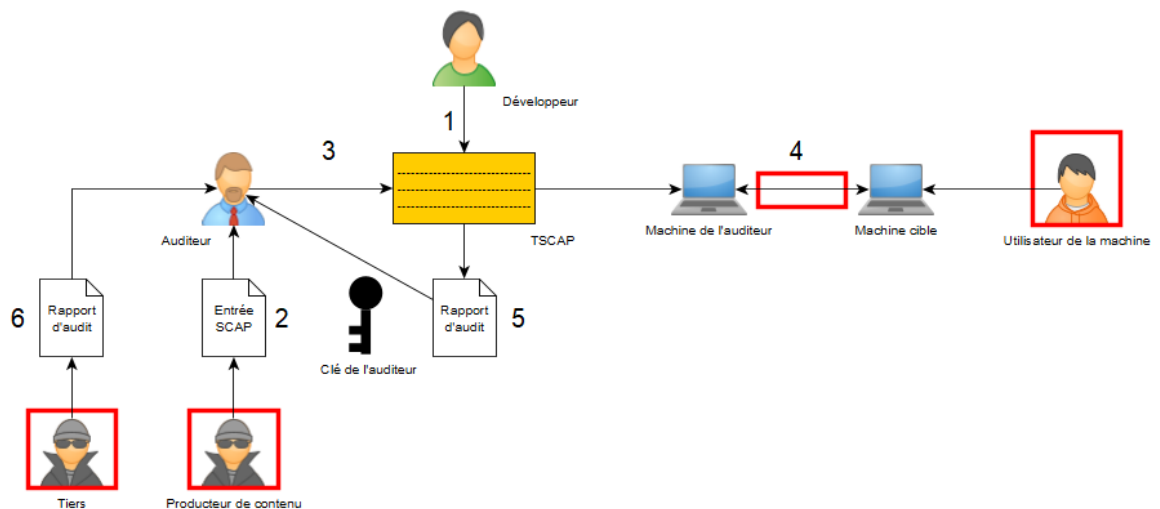 Développeur
1
3
4
Auditeur
TSCAP
Machine de l'auditeur
Machine cible
Utilisateur de la machine
6
Rapport
d'audit
Entrée
SCAP
2
Clé de l'auditeur
Rapport
d'audit
5
Tiers
Producteur de contenu